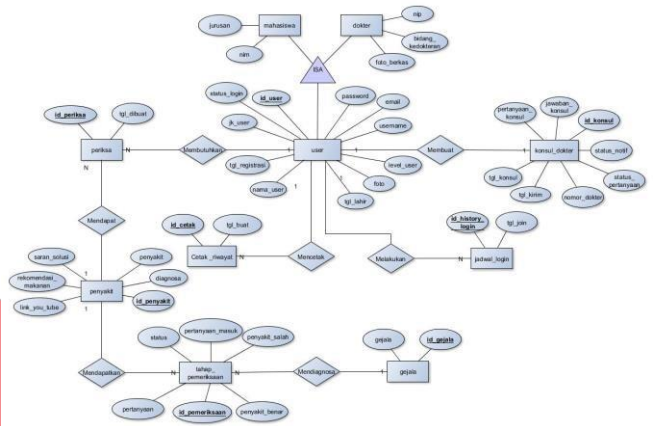 jurusan
mahasiswa
dokter
nip
bidang_
kedokteran
nim
foto_berkas
ISA
status_login
id_user
password
email
jk_user
username
id_periksa
tgl_dibuat
periksa
N
N
Membutuhkan
1
user
1
Membuat
1
konsul_dokter
pertanyaan_
konsul
jawaban_
konsul
id_konsul
status_notif
status_
pertanyaan
nomor_dokter
tgl_kirim
tgl_konsul
tgl_registrasi
level_user
nama_user
foto
tgl_lahir
1
1
Mendapat
id_cetak
tgl_buat
Cetak_riwayat
N
Mencetak
Melakukan
N
jadwal_login
id_history_
login
tgl_join
saran_solusi
penyakit
rekomendasi_
makanan
diagnosa
1
penyakit
link_you_tube
id_penyakit
1
Mendapatkan
N
status
pertanyaan_masuk
penyakit_salah
tahap_
pemeriksaan
N
Mendiagnosa
1
gejala
gejala
id_gejala
pertanyaan
id_pemeriksaan
penyakit_benar